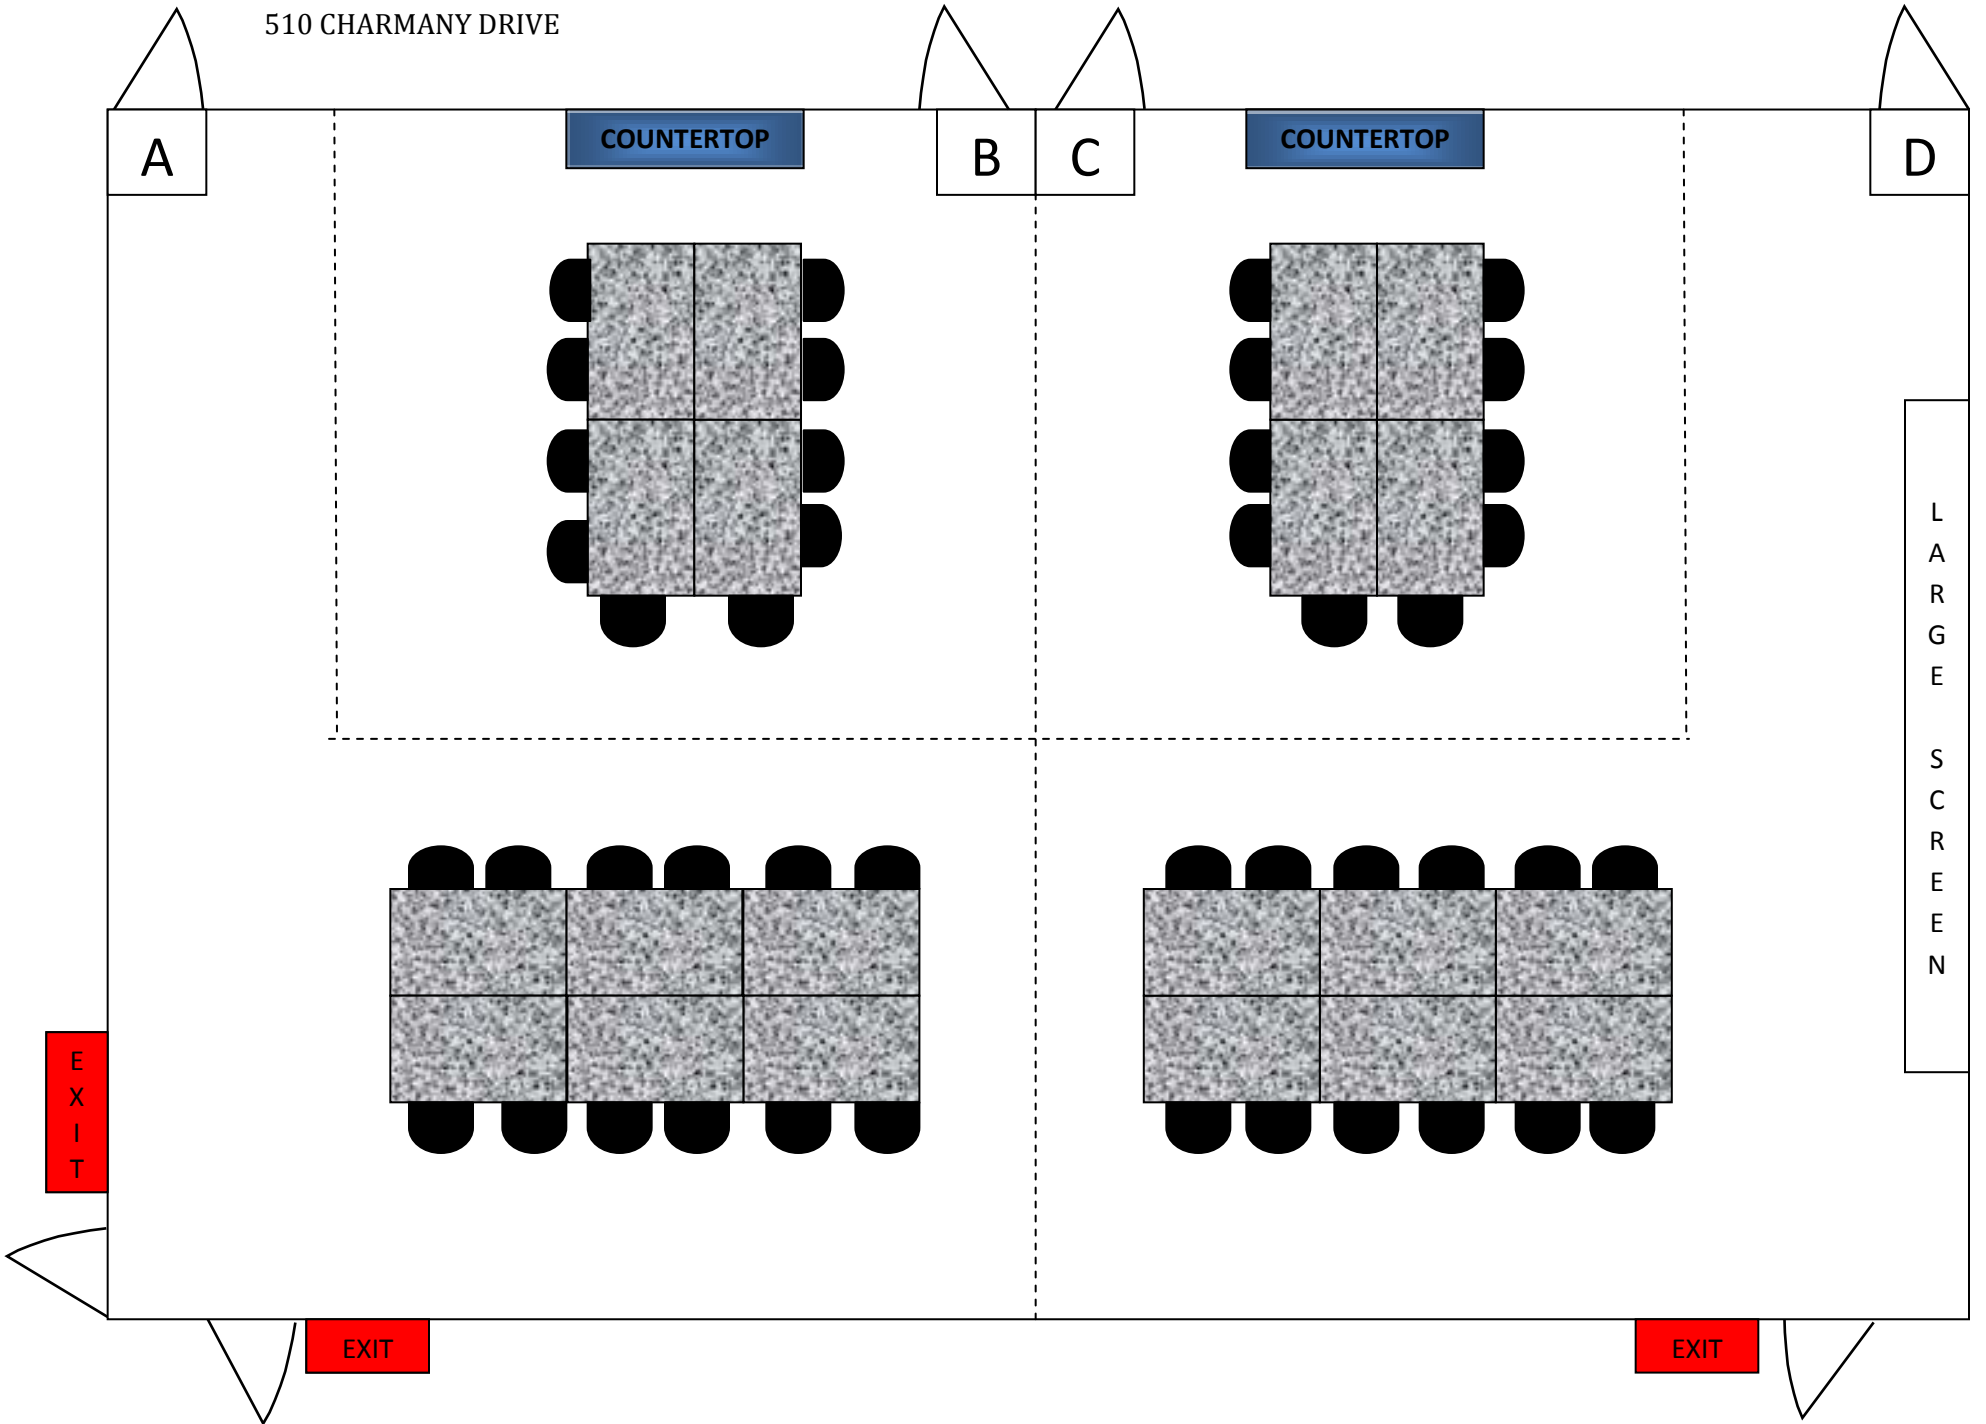 510 CHARMANY DRIVE
A
COUNTERTOP
B
C
COUNTERTOP
D
LARGE SCREEN
EXIT
EXIT
EXIT